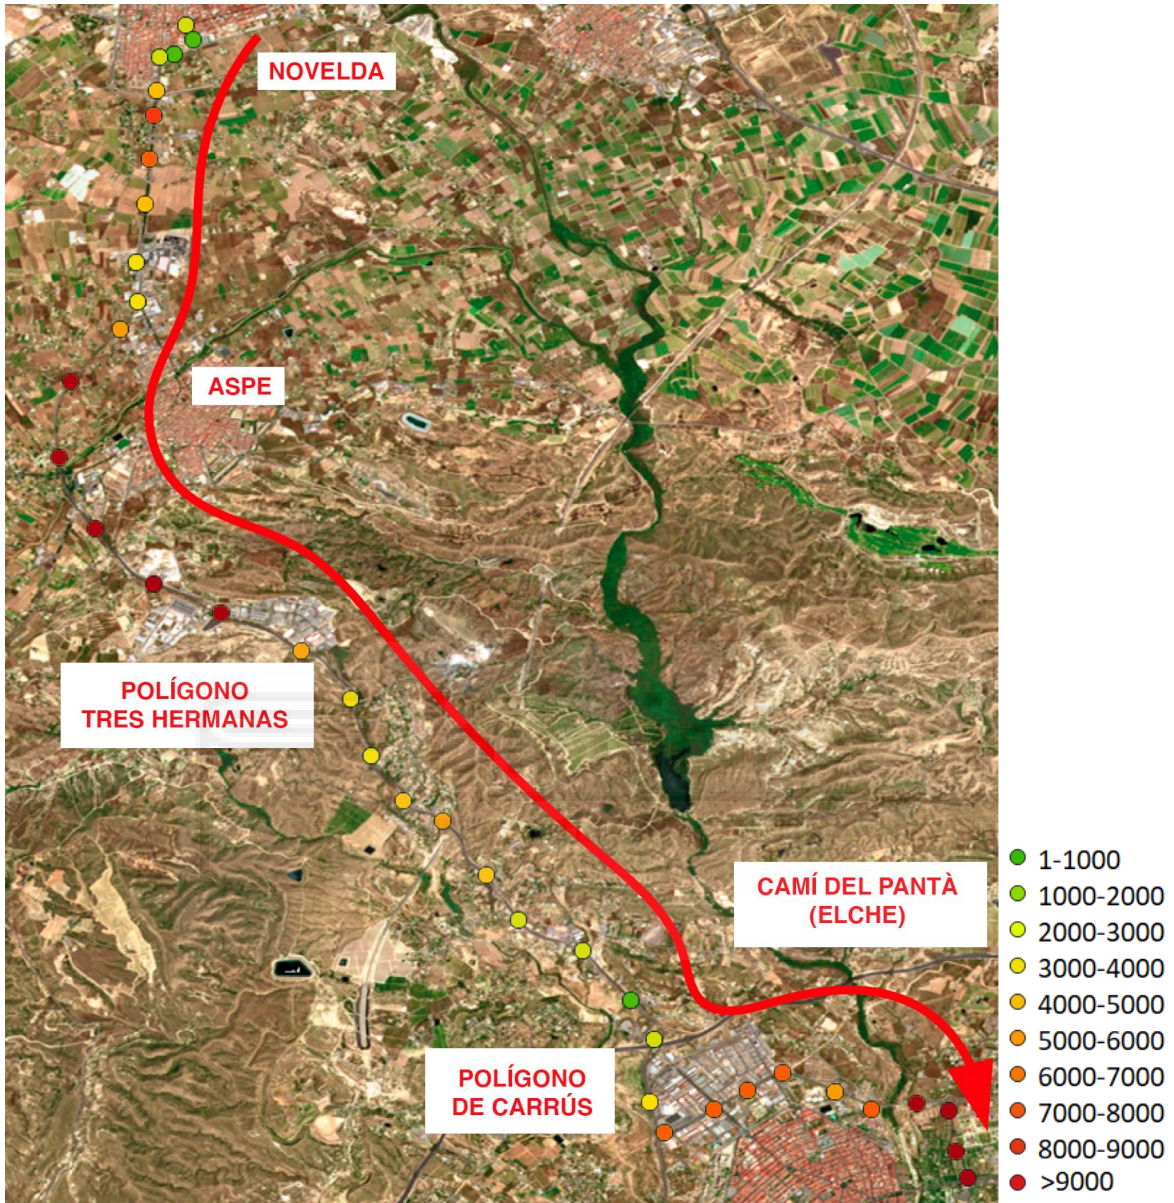 NOVELDA
ASPE
POLÍGONO
TRES HERMANAS
CAMÍ DEL PANTÀ
(ELCHE)
POLÍGONO
DE CARRÚS
1-1000
1000-2000
2000-3000
3000-4000
4000-5000
5000-6000
6000-7000
7000-8000
8000-9000
>9000